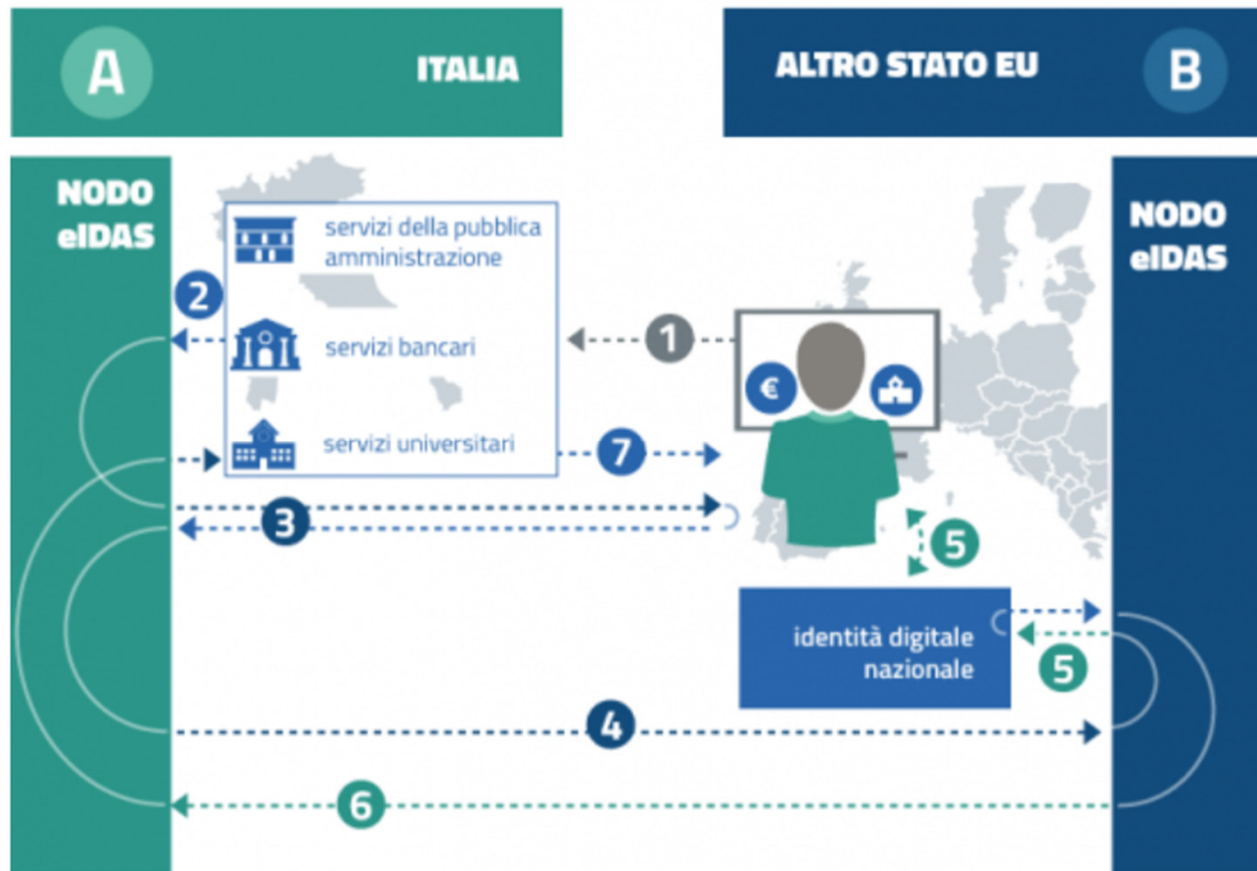 A
ITALIA
ALTRO STATO EU
B
NODO
eIDAS
NODO
eIDAS
servizi della pubblica
amministrazione
2
servizi bancari
1
€
servizi universitari
7
3
5
identità digitale
nazionale
5
4
6